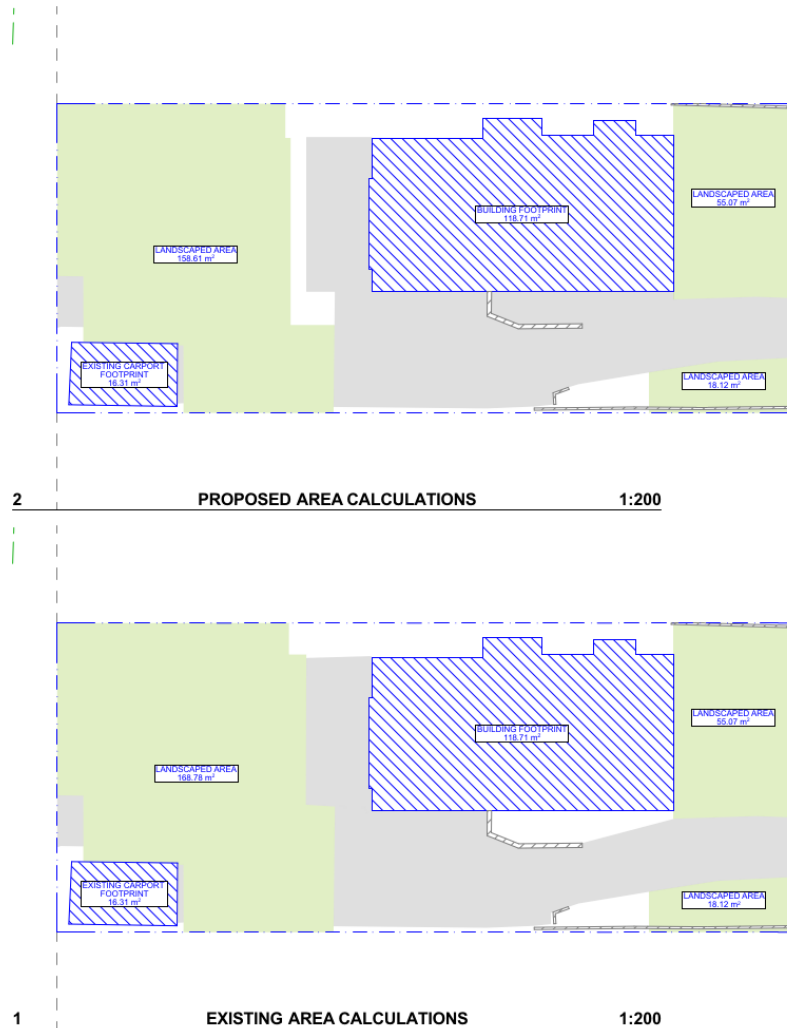 LANDSCAPED AREA
55.07 m²
BUILDING FOOTPRINT
118.71 m²
LANDSCAPED AREA
158.61 m²
EXISTING CARPORT
FOOTPRINT
16.31 m²
LANDSCAPED AREA
18.12 m²
2 PROPOSED AREA CALCULATIONS 1:200
LANDSCAPED AREA
55.07 m²
BUILDING FOOTPRINT
118.71 m²
LANDSCAPED AREA
168.78 m²
EXISTING CARPORT
FOOTPRINT
16.31 m²
LANDSCAPED AREA
18.12 m²
1 EXISTING AREA CALCULATIONS 1:200